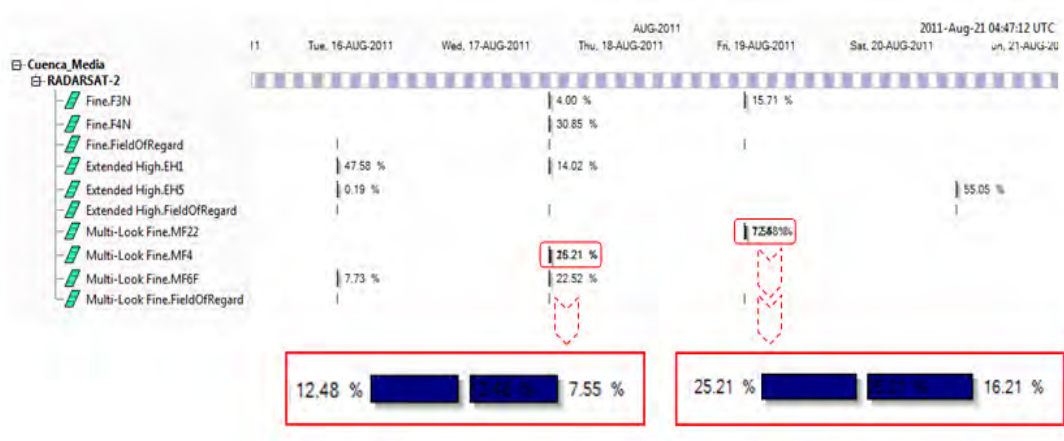 AUG-2011 2011-Aug-21 04:47:12 UTC
Tue, 16-AUG-2011 Wed, 17-AUG-2011 Thu, 18-AUG-2011 Fri, 19-AUG-2011 Sat, 20-AUG-2011 un, 21-AUG-20
Cuenca_Media
RADARSAT-2
Fine.F3N 4.00 % 15.71 %
Fine.F4N 30.85 %
Fine.FieldOfRegard
Extended High.EH1 47.58 % 14.02 %
Extended High.EH5 0.19 % 55.05 %
Extended High.FieldOfRegard
Multi-Look Fine.MF22
Multi-Look Fine.MF4 25.21 %
Multi-Look Fine.MF6F 7.73 % 22.52 %
Multi-Look Fine.FieldOfRegard
12.48 % 7.55 % 25.21 % 16.21 %